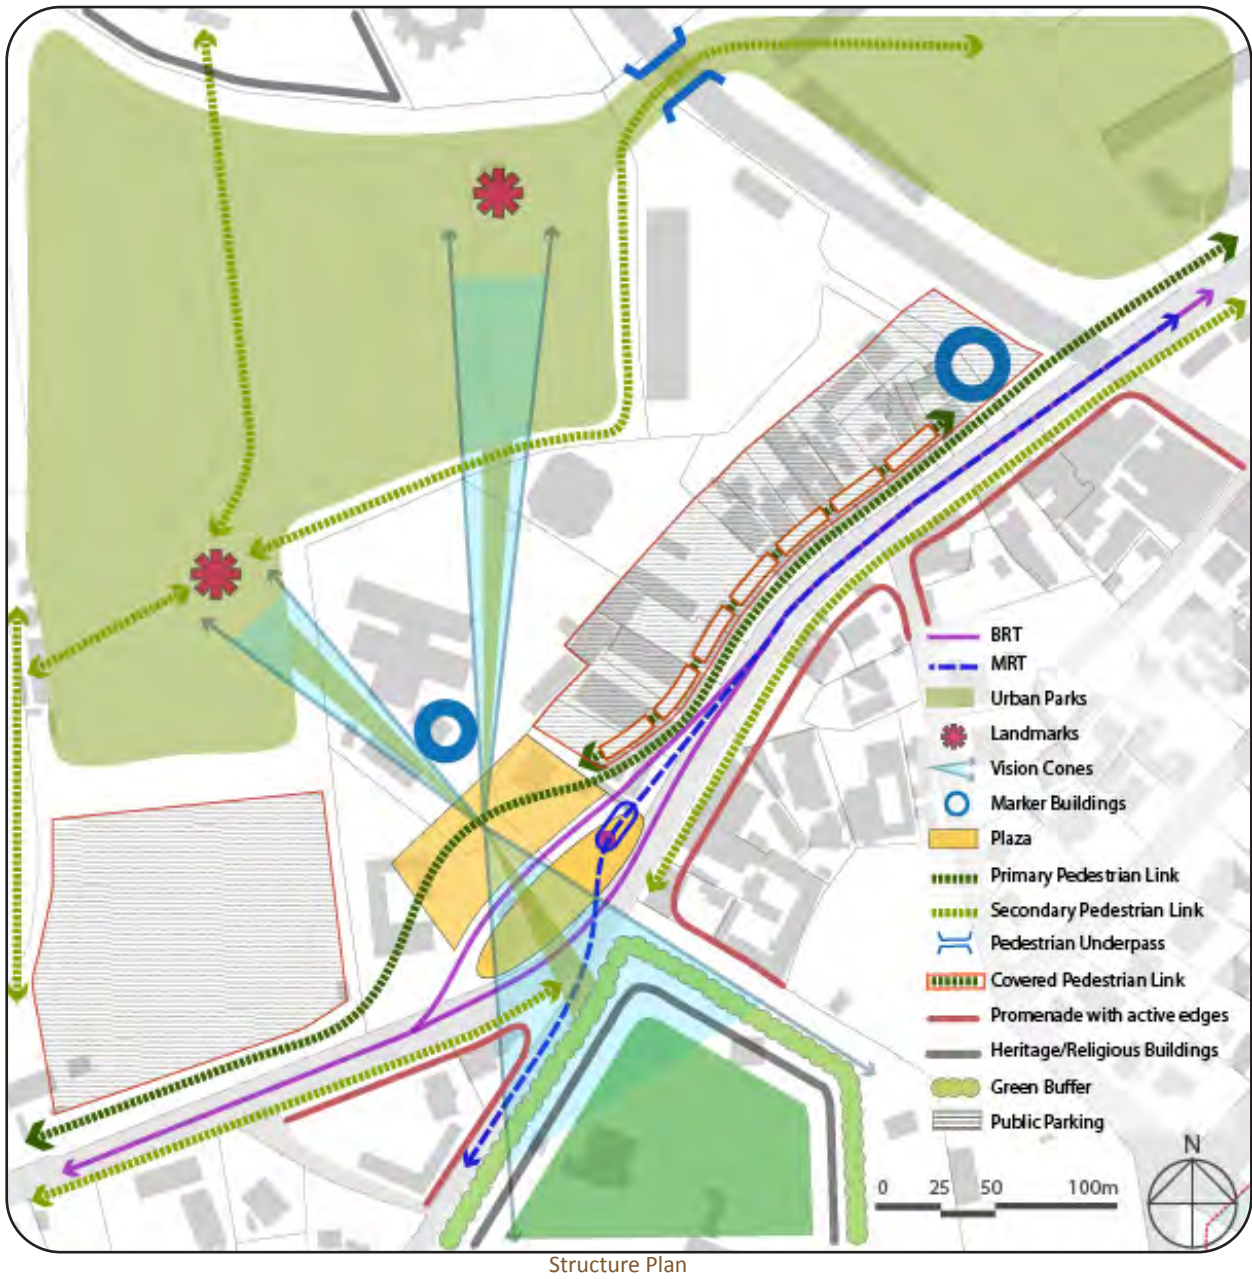 BRT
MRT
Urban Parks
Landmarks
Vision Cones
Marker Buildings
Plaza
Primary Pedestrian Link
Secondary Pedestrian Link
Pedestrian Underpass
Covered Pedestrian Link
Promenade with active edges
Heritage/Religious Buildings
Green Buffer
Public Parking
N
0 25 50 100m
Structure Plan